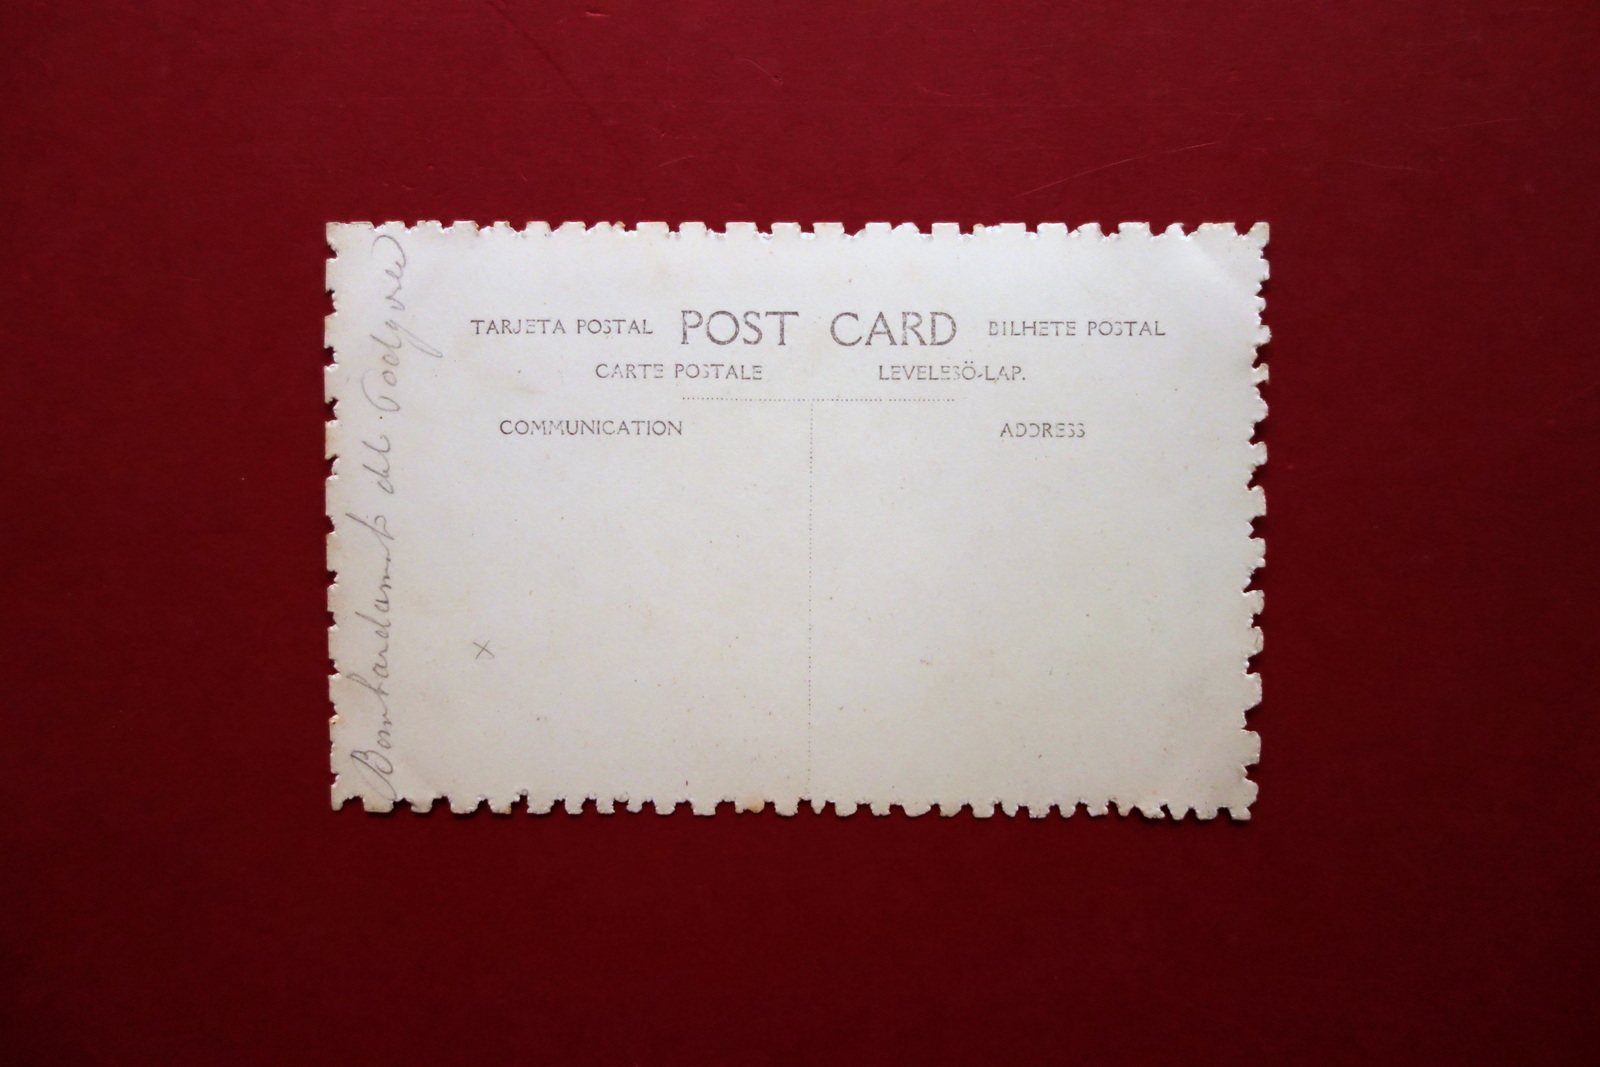 TARJETA POSTAL POST CARD BILHETE POSTAL
CARTE POSTALE LEVELESÖ-LAP.
COMMUNICATION ADDRESS
Bombardamento del Podgora
x